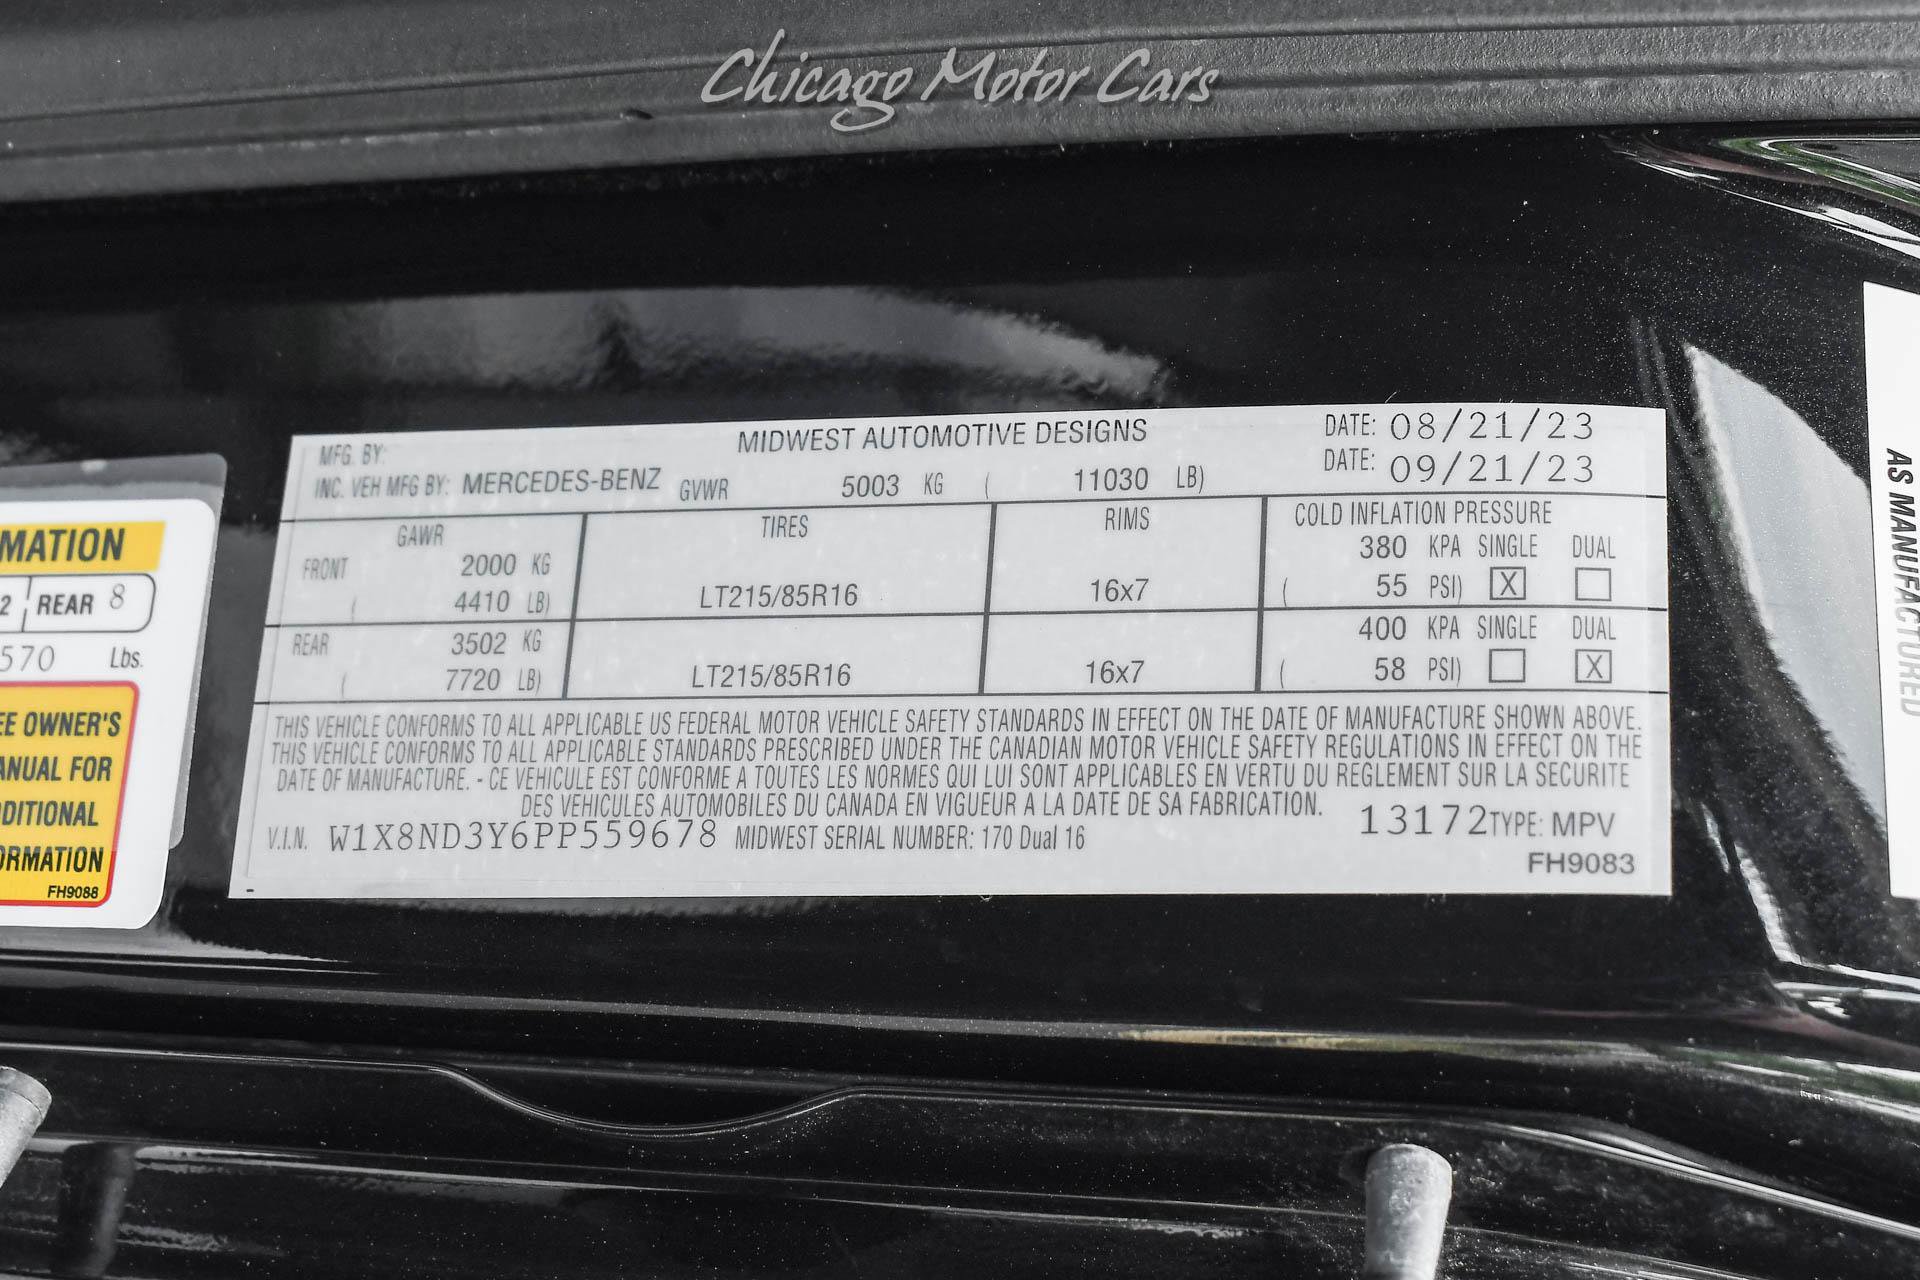 Chicago Motor Cars
MFG. BY: MIDWEST AUTOMOTIVE DESIGNS DATE: 08/21/23
INC. VEH MFG BY: MERCEDES-BENZ GVWR 5003 KG ( 11030 LB) DATE: 09/21/23
GAWR TIRES RIMS COLD INFLATION PRESSURE
FRONT 2000 KG 380 KPA SINGLE DUAL
( 4410 LB) LT215/85R16 16x7 ( 55 PSI) X
REAR 3502 KG 400 KPA SINGLE DUAL
( 7720 LB) LT215/85R16 16x7 ( 58 PSI) X
THIS VEHICLE CONFORMS TO ALL APPLICABLE US FEDERAL MOTOR VEHICLE SAFETY STANDARDS IN EFFECT ON THE DATE OF MANUFACTURE SHOWN ABOVE.
THIS VEHICLE CONFORMS TO ALL APPLICABLE STANDARDS PRESCRIBED UNDER THE CANADIAN MOTOR VEHICLE SAFETY REGULATIONS IN EFFECT ON THE
DATE OF MANUFACTURE. - CE VEHICULE EST CONFORME A TOUTES LES NORMES QUI LUI SONT APPLICABLES EN VERTU DU REGLEMENT SUR LA SECURITE
DES VEHICULES AUTOMOBILES DU CANADA EN VIGUEUR A LA DATE DE SA FABRICATION.
V.I.N. W1X8ND3Y6PP559678 MIDWEST SERIAL NUMBER: 170 Dual 16 13172 TYPE: MPV
FH9083
MATION
2 REAR 8
570 Lbs.
EE OWNER'S
ANUAL FOR
DDITIONAL
ORMATION
FH9088
AS MANUFACTURED